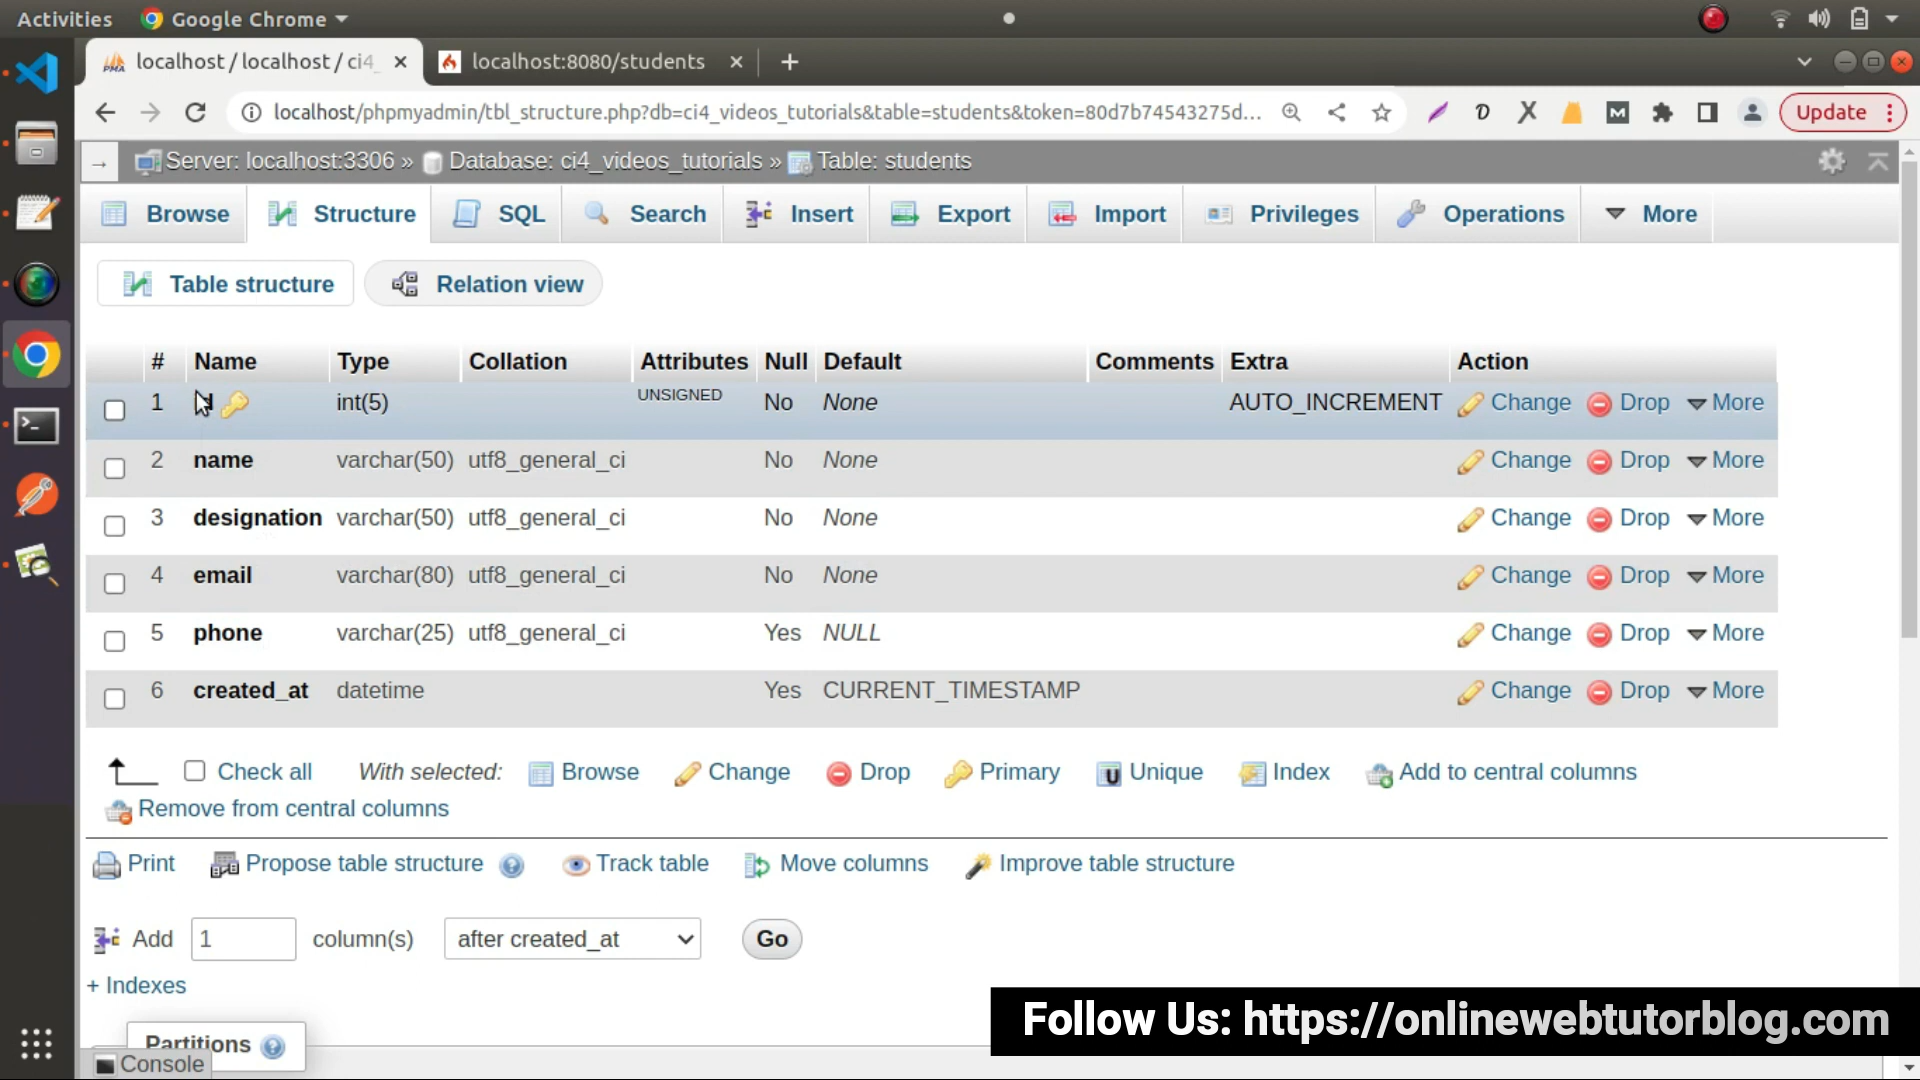 Activities Google Chrome
localhost / localhost / ci4_ localhost:8080/students
localhost/phpmyadmin/tbl_structure.php?db=ci4_videos_tutorials&table=students&token=80d7b74543275d... Update
Server: localhost:3306 » Database: ci4_videos_tutorials » Table: students
Browse Structure SQL Search Insert Export Import Privileges Operations More
Table structure Relation view
# Name Type Collation Attributes Null Default Comments Extra Action
1 int(5) UNSIGNED No None AUTO_INCREMENT Change Drop More
2 name varchar(50) utf8_general_ci No None Change Drop More
3 designation varchar(50) utf8_general_ci No None Change Drop More
4 email varchar(80) utf8_general_ci No None Change Drop More
5 phone varchar(25) utf8_general_ci Yes NULL Change Drop More
6 created_at datetime Yes CURRENT_TIMESTAMP Change Drop More
Check all With selected: Browse Change Drop Primary Unique Index Add to central columns
Remove from central columns
Print Propose table structure Track table Move columns Improve table structure
Add 1 column(s) after created_at Go
+ Indexes
Follow Us: https://onlinewebtutorblog.com
Partitions
Console